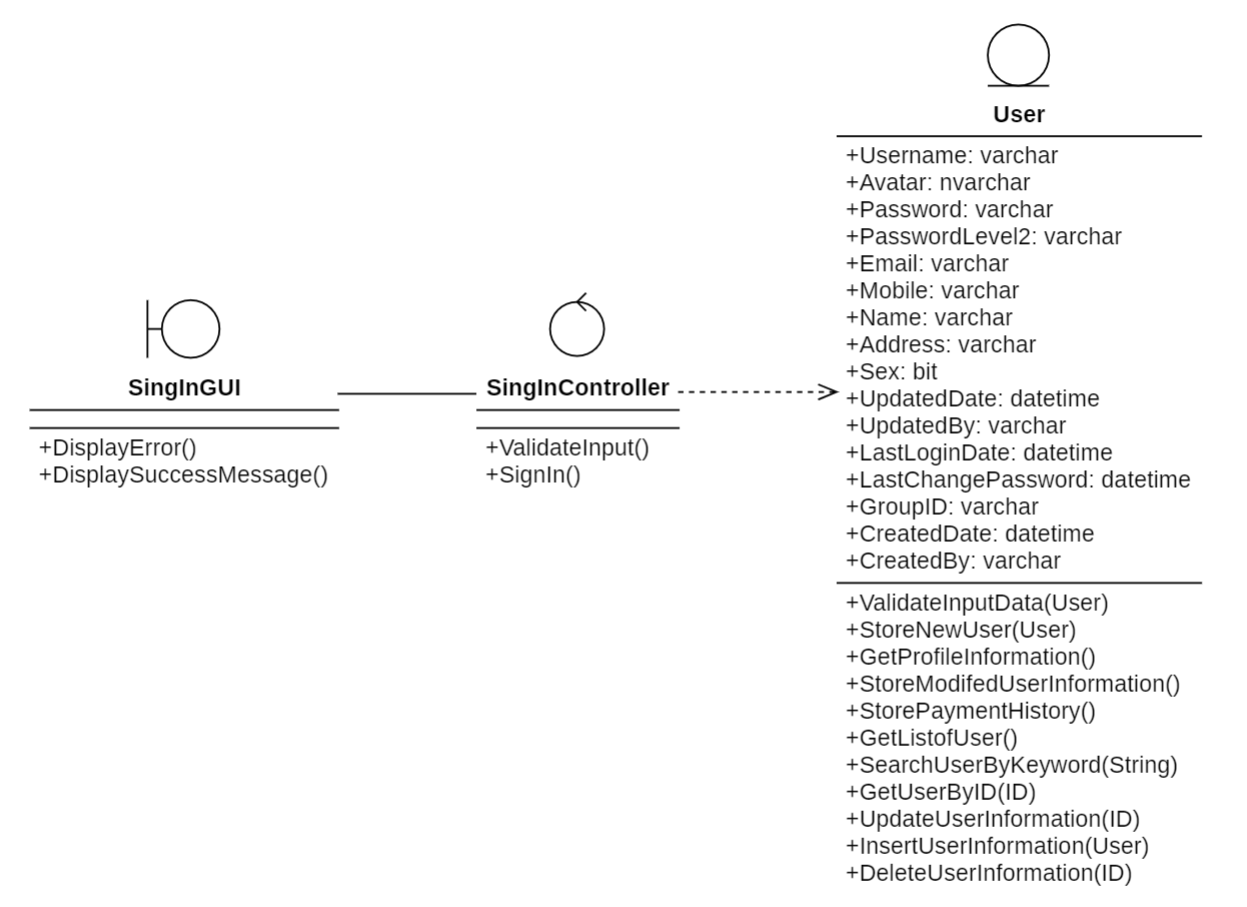 SingInGUI
+DisplayError()
+DisplaySuccessMessage()
SingInController
+ValidateInput()
+SignIn()
User
+Username: varchar
+Avatar: nvarchar
+Password: varchar
+PasswordLevel2: varchar
+Email: varchar
+Mobile: varchar
+Name: varchar
+Address: varchar
+Sex: bit
+UpdatedDate: datetime
+UpdatedBy: varchar
+LastLoginDate: datetime
+LastChangePassword: datetime
+GroupID: varchar
+CreatedDate: datetime
+CreatedBy: varchar
+ValidateInputData(User)
+StoreNewUser(User)
+GetProfileInformation()
+StoreModifedUserInformation()
+StorePaymentHistory()
+GetListofUser()
+SearchUserByKeyword(String)
+GetUserByID(ID)
+UpdateUserInformation(ID)
+InsertUserInformation(User)
+DeleteUserInformation(ID)